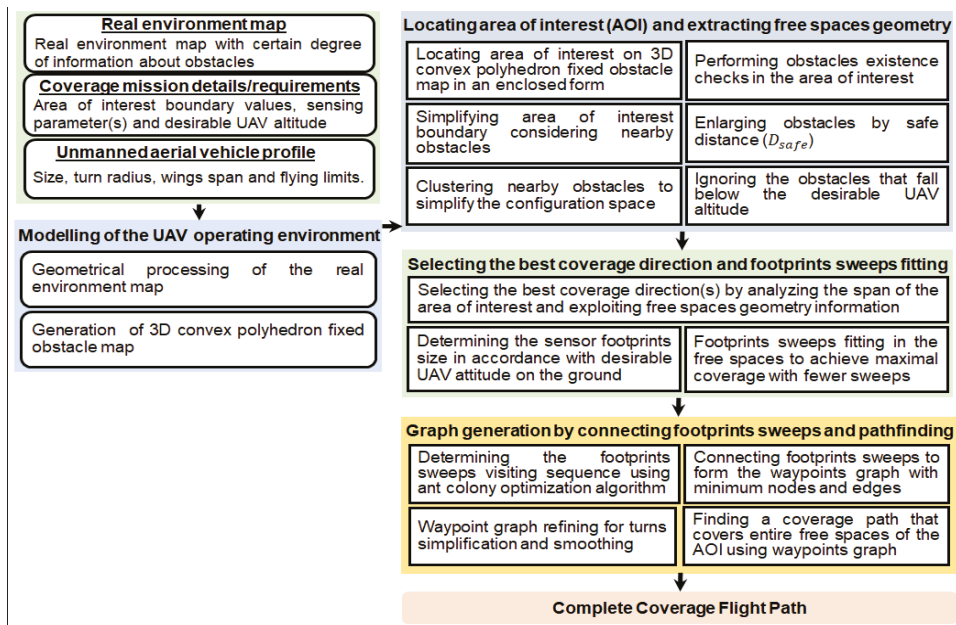 Real environment map
Real environment map with certain degree
of information about obstacles
Coverage mission details/requirements
Area of interest boundary values, sensing
parameter(s) and desirable UAV altitude
Unmanned aerial vehicle profile
Size, turn radius, wings span and flying limits.
Modelling of the UAV operating environment
Geometrical processing of the real
environment map
Generation of 3D convex polyhedron fixed
obstacle map
Locating area of interest (AOI) and extracting free spaces geometry
Locating area of interest on 3D
convex polyhedron fixed obstacle
map in an enclosed form
Performing obstacles existence
checks in the area of interest
Simplifying area of interest
boundary considering nearby
obstacles
Enlarging obstacles by safe
distance (D_safe)
Clustering nearby obstacles to
simplify the configuration space
Ignoring the obstacles that fall
below the desirable UAV
altitude
Selecting the best coverage direction and footprints sweeps fitting
Selecting the best coverage direction(s) by analyzing the span of the
area of interest and exploiting free spaces geometry information
Determining the sensor footprints
size in accordance with desirable
UAV attitude on the ground
Footprints sweeps fitting in the
free spaces to achieve maximal
coverage with fewer sweeps
Graph generation by connecting footprints sweeps and pathfinding
Determining the footprints
sweeps visiting sequence using
ant colony optimization algorithm
Connecting footprints sweeps to
form the waypoints graph with
minimum nodes and edges
Waypoint graph refining for turns
simplification and smoothing
Finding a coverage path that
covers entire free spaces of the
AOI using waypoints graph
Complete Coverage Flight Path